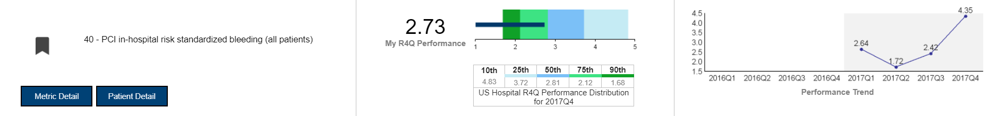 40 - PCI in-hospital risk standardized bleeding (all patients)
Metric Detail
Patient Detail
2.73
My R4Q Performance
1 2 3 4 5
10th 25th 50th 75th 90th
4.83 3.72 2.81 2.12 1.68
US Hospital R4Q Performance Distribution
for 2017Q4
4.5
4.0
3.5
3.0
2.5
2.0
1.5
2.64
1.72
2.42
4.35
2016Q1 2016Q2 2016Q3 2016Q4 2017Q1 2017Q2 2017Q3 2017Q4
Performance Trend